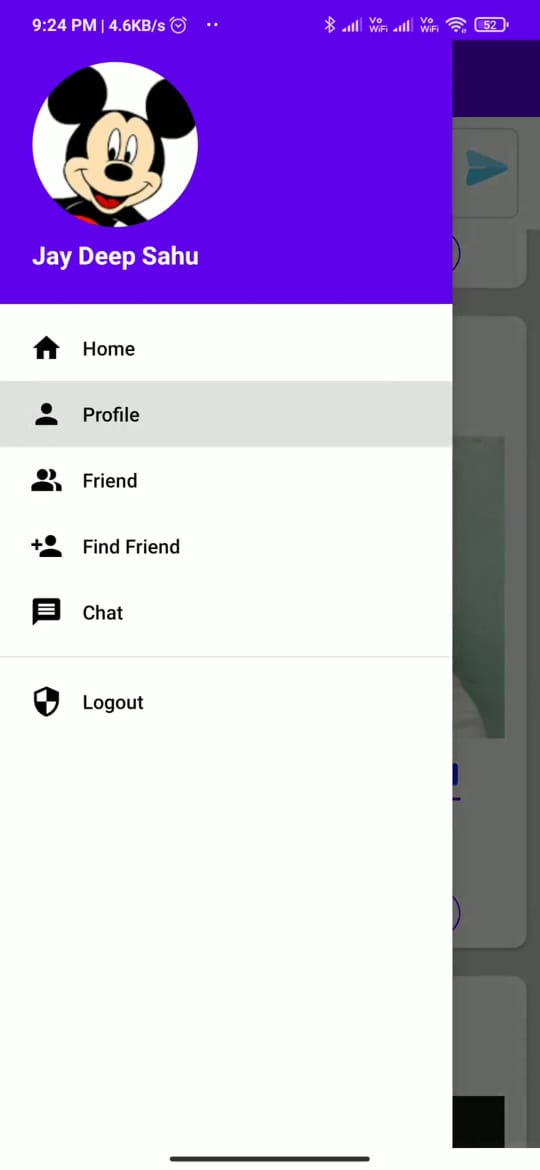 9:24 PM | 4.6KB/s
Vo WiFi Vo WiFi 52
Jay Deep Sahu
Home
Profile
Friend
Find Friend
Chat
Logout